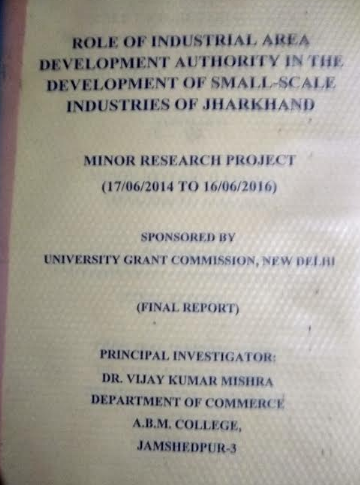 ROLE OF INDUSTRIAL AREA
DEVELOPMENT AUTHORITY IN THE
DEVELOPMENT OF SMALL-SCALE
INDUSTRIES OF JHARKHAND
MINOR RESEARCH PROJECT
(17/06/2014 TO 16/06/2016)
SPONSORED BY
UNIVERSITY GRANT COMMISSION, NEW DELHI
(FINAL REPORT)
PRINCIPAL INVESTIGATOR:
DR. VIJAY KUMAR MISHRA
DEPARTMENT OF COMMERCE
A.B.M. COLLEGE,
JAMSHEDPUR-3